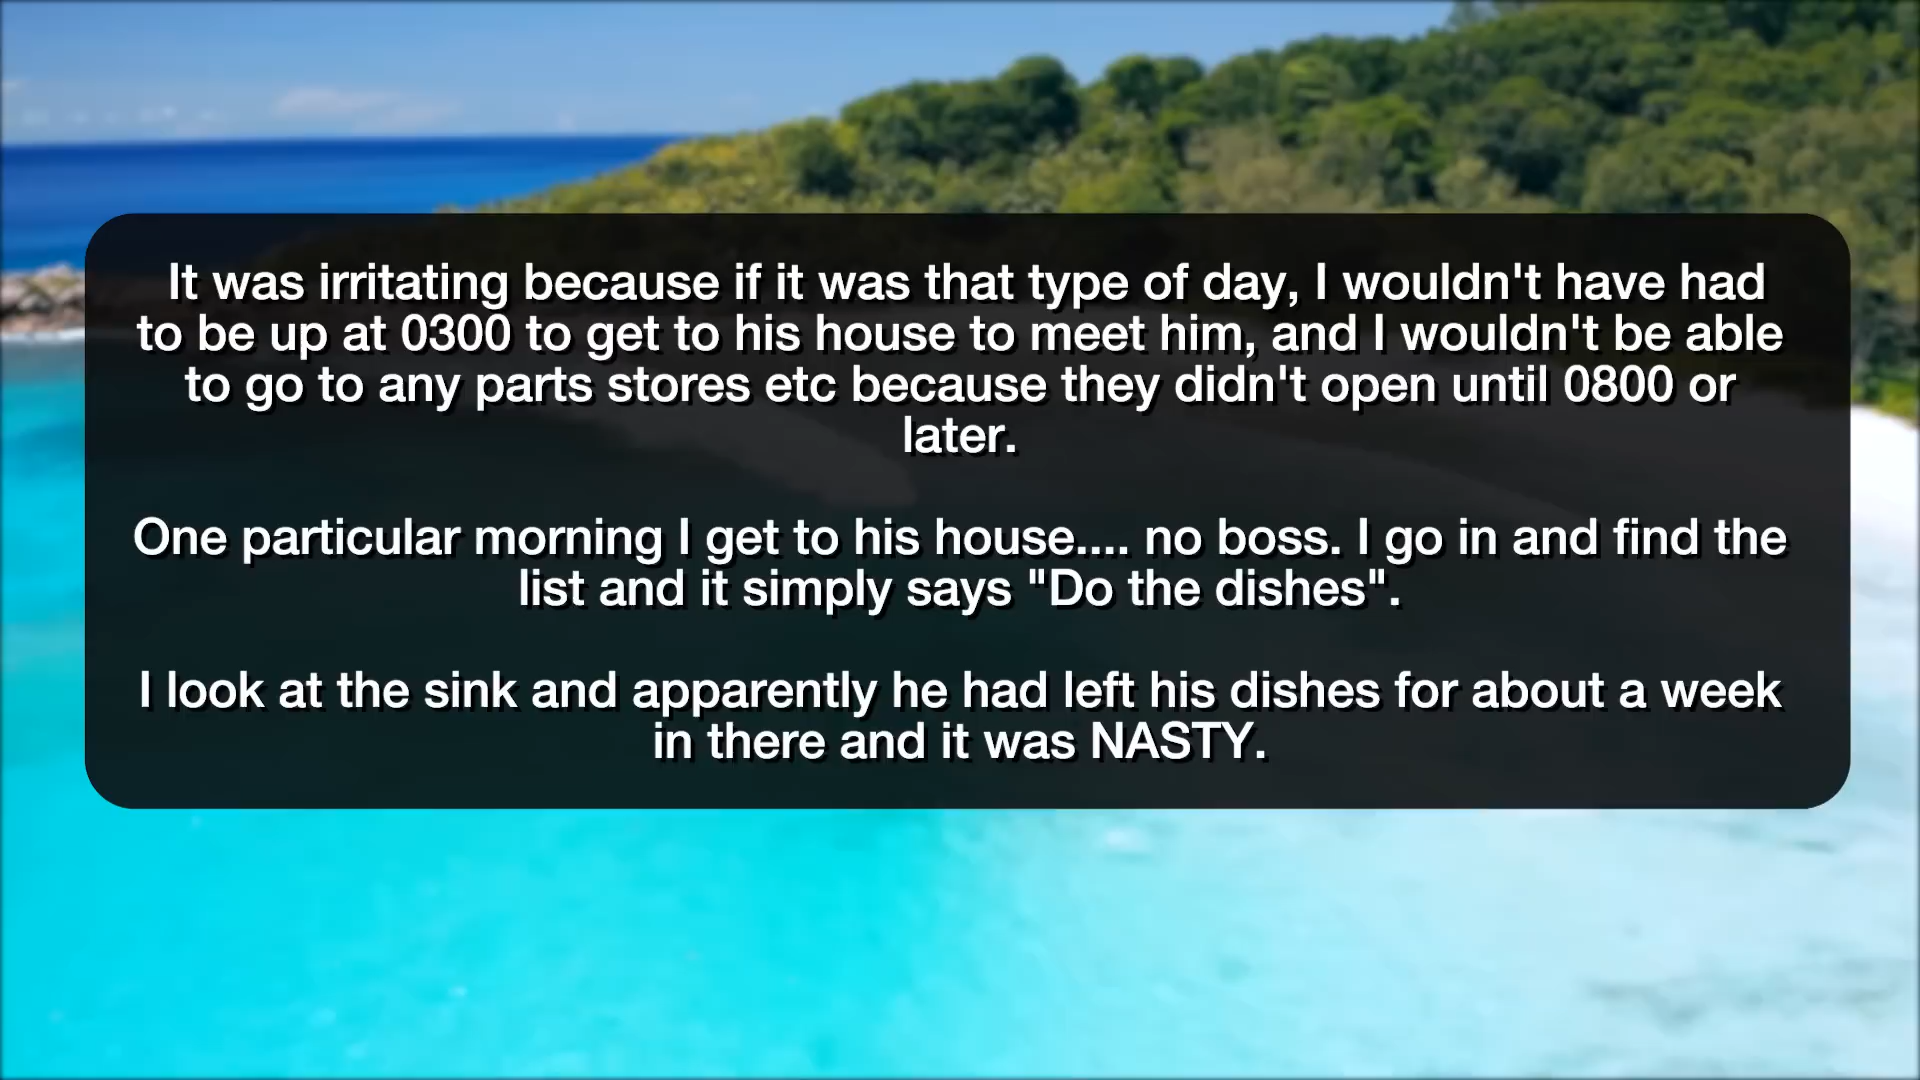 It was irritating because if it was that type of day, I wouldn't have had
to be up at 0300 to get to his house to meet him, and I wouldn't be able
to go to any parts stores etc because they didn't open until 0800 or
later.
One particular morning I get to his house.... no boss. I go in and find the
list and it simply says "Do the dishes".
I look at the sink and apparently he had left his dishes for about a week
in there and it was NASTY.